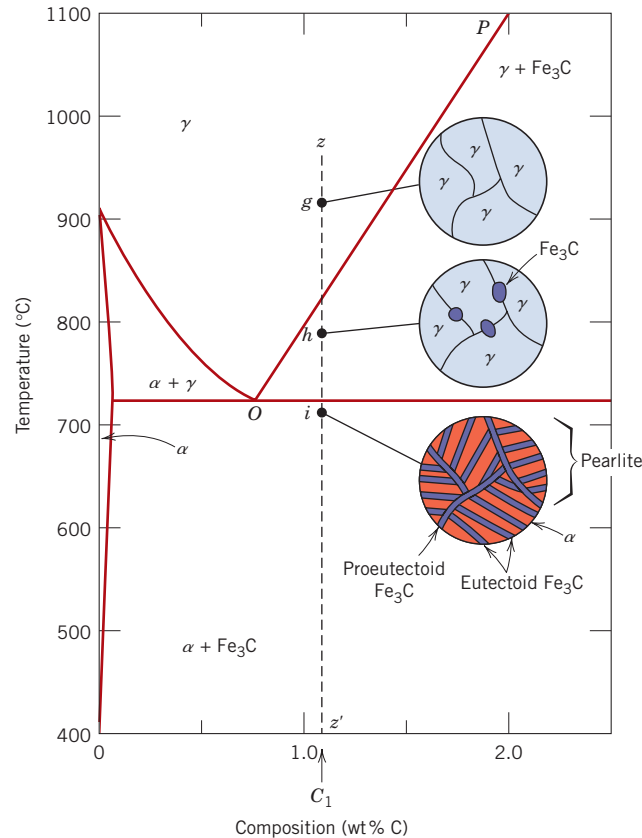 1100
P
γ + Fe₃C
1000
γ
z
γ
γ
γ
γ
g
900
Fe₃C
γ
γ
γ
γ
800
h
Temperature (°C)
α + γ
O
i
700
α
Pearlite
600
α
Proeutectoid
Fe₃C
Eutectoid Fe₃C
500
α + Fe₃C
z′
400
0
1.0
2.0
C₁
Composition (wt% C)